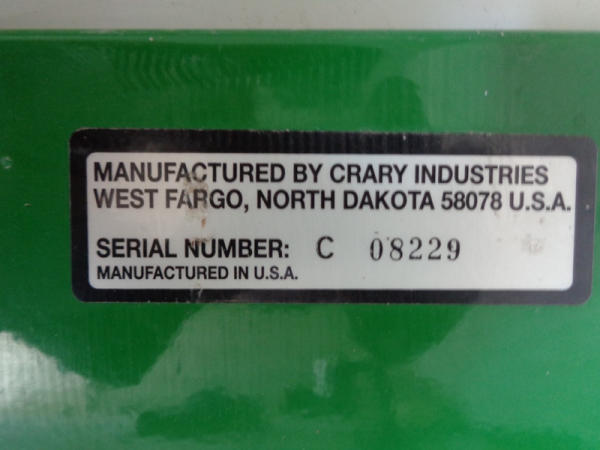 MANUFACTURED BY CRARY INDUSTRIES
WEST FARGO, NORTH DAKOTA 58078 U.S.A.
SERIAL NUMBER: C 08229
MANUFACTURED IN U.S.A.